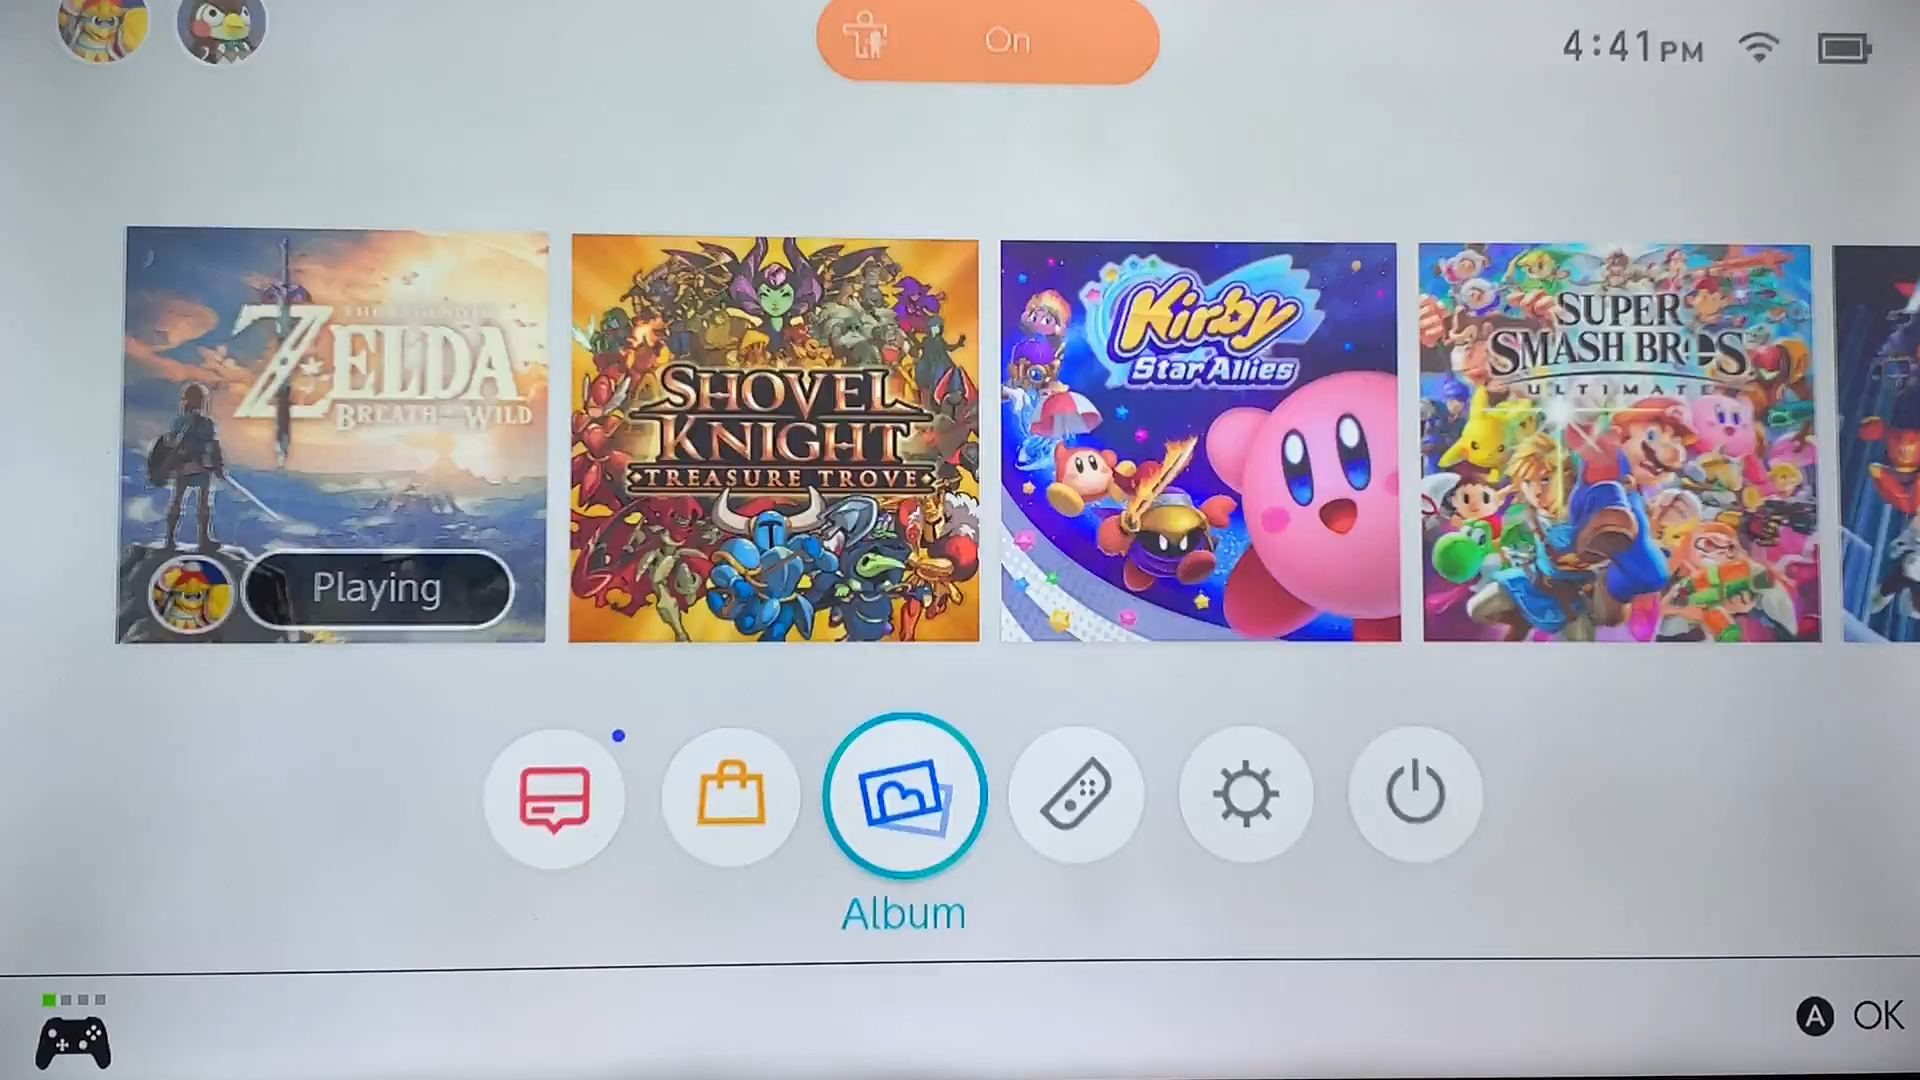 On
4:41 PM
THE LEGEND OF
ZELDA
BREATH OF THE WILD
Playing
SHOVEL
KNIGHT
TREASURE TROVE
Kirby
Star Allies
SUPER
SMASH BROS
ULTIMATE
Album
A OK